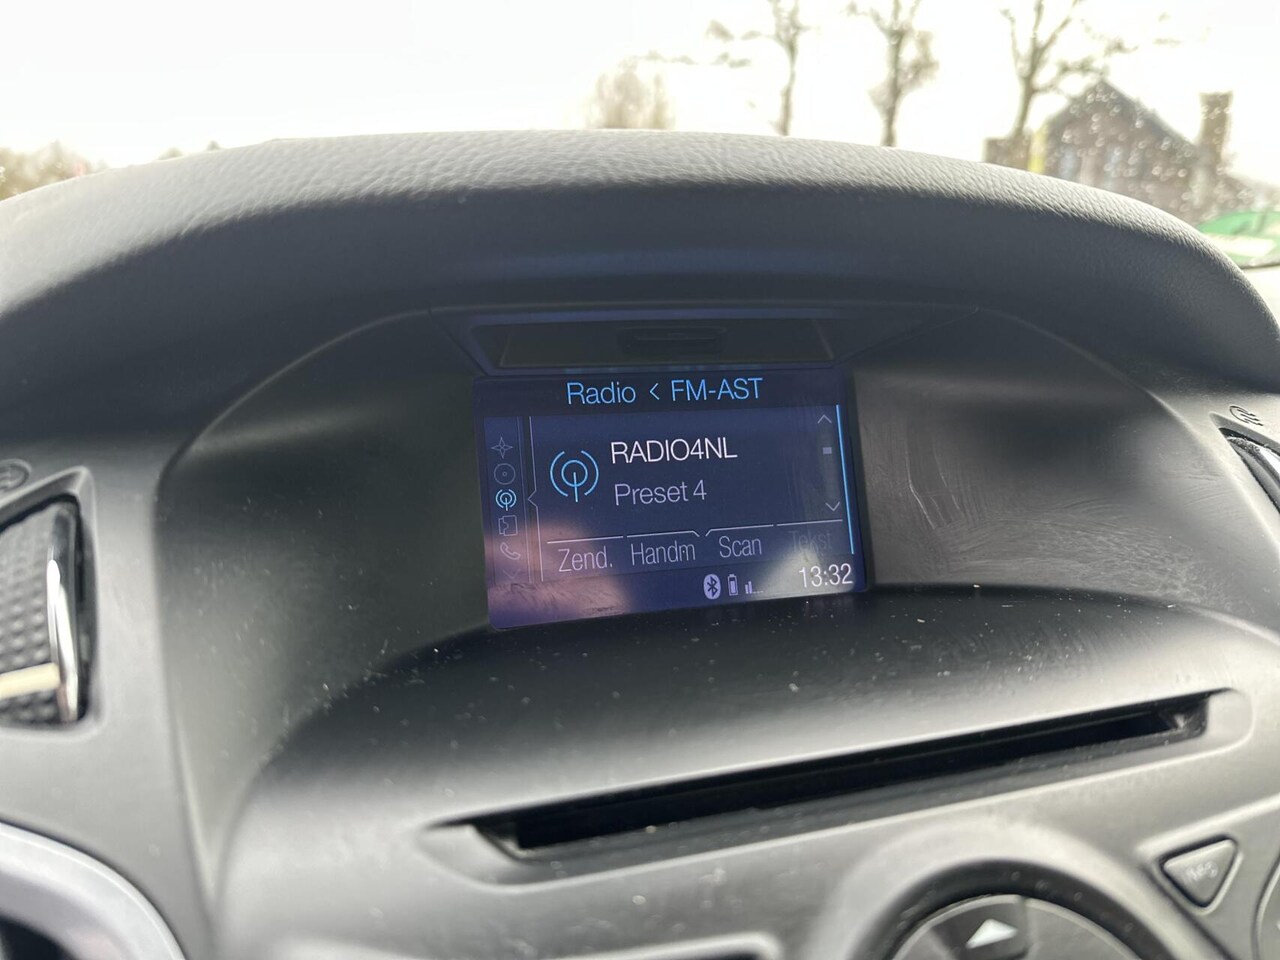 Radio < FM-AST
RADIO4NL
Preset 4
Zend. Handm Scan Tekst
13:32